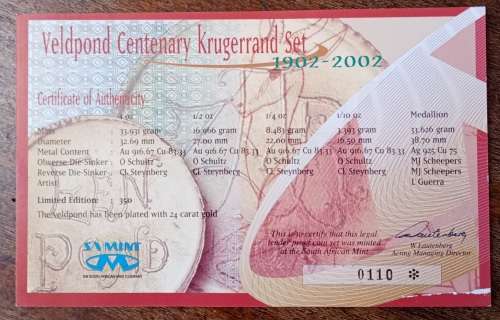 Veldpond Centenary Krugerrand Set
1902-2002
Certificate of Authenticity
1 oz 1/2 oz 1/4 oz 1/10 oz Medallion
Mass 33.931 gram 16.966 gram 8.483 gram 3.393 gram 33.626 gram
Diameter 32.69 mm 27.00 mm 22.00 mm 16.50 mm 38.70 mm
Metal Content Au 916.67 Cu 83.33 Au 916.67 Cu 83.33 Au 916.67 Cu 83.33 Au 916.67 Cu 83.33 Ag 925 Cu 75
Obverse Die Sinker O Schultz O Schultz O Schultz O Schultz MJ Scheepers
Reverse Die Sinker CL Steynberg CL Steynberg CL Steynberg CL Steynberg MJ Scheepers
Artist L Guerra
Limited Edition: 350
The Veldpond has been plated with 24 carat gold
SA MINT
This is to certify that this legal
tender proof coin set was minted
at the South African Mint.
W Lautenberg
Acting Managing Director
0110 *